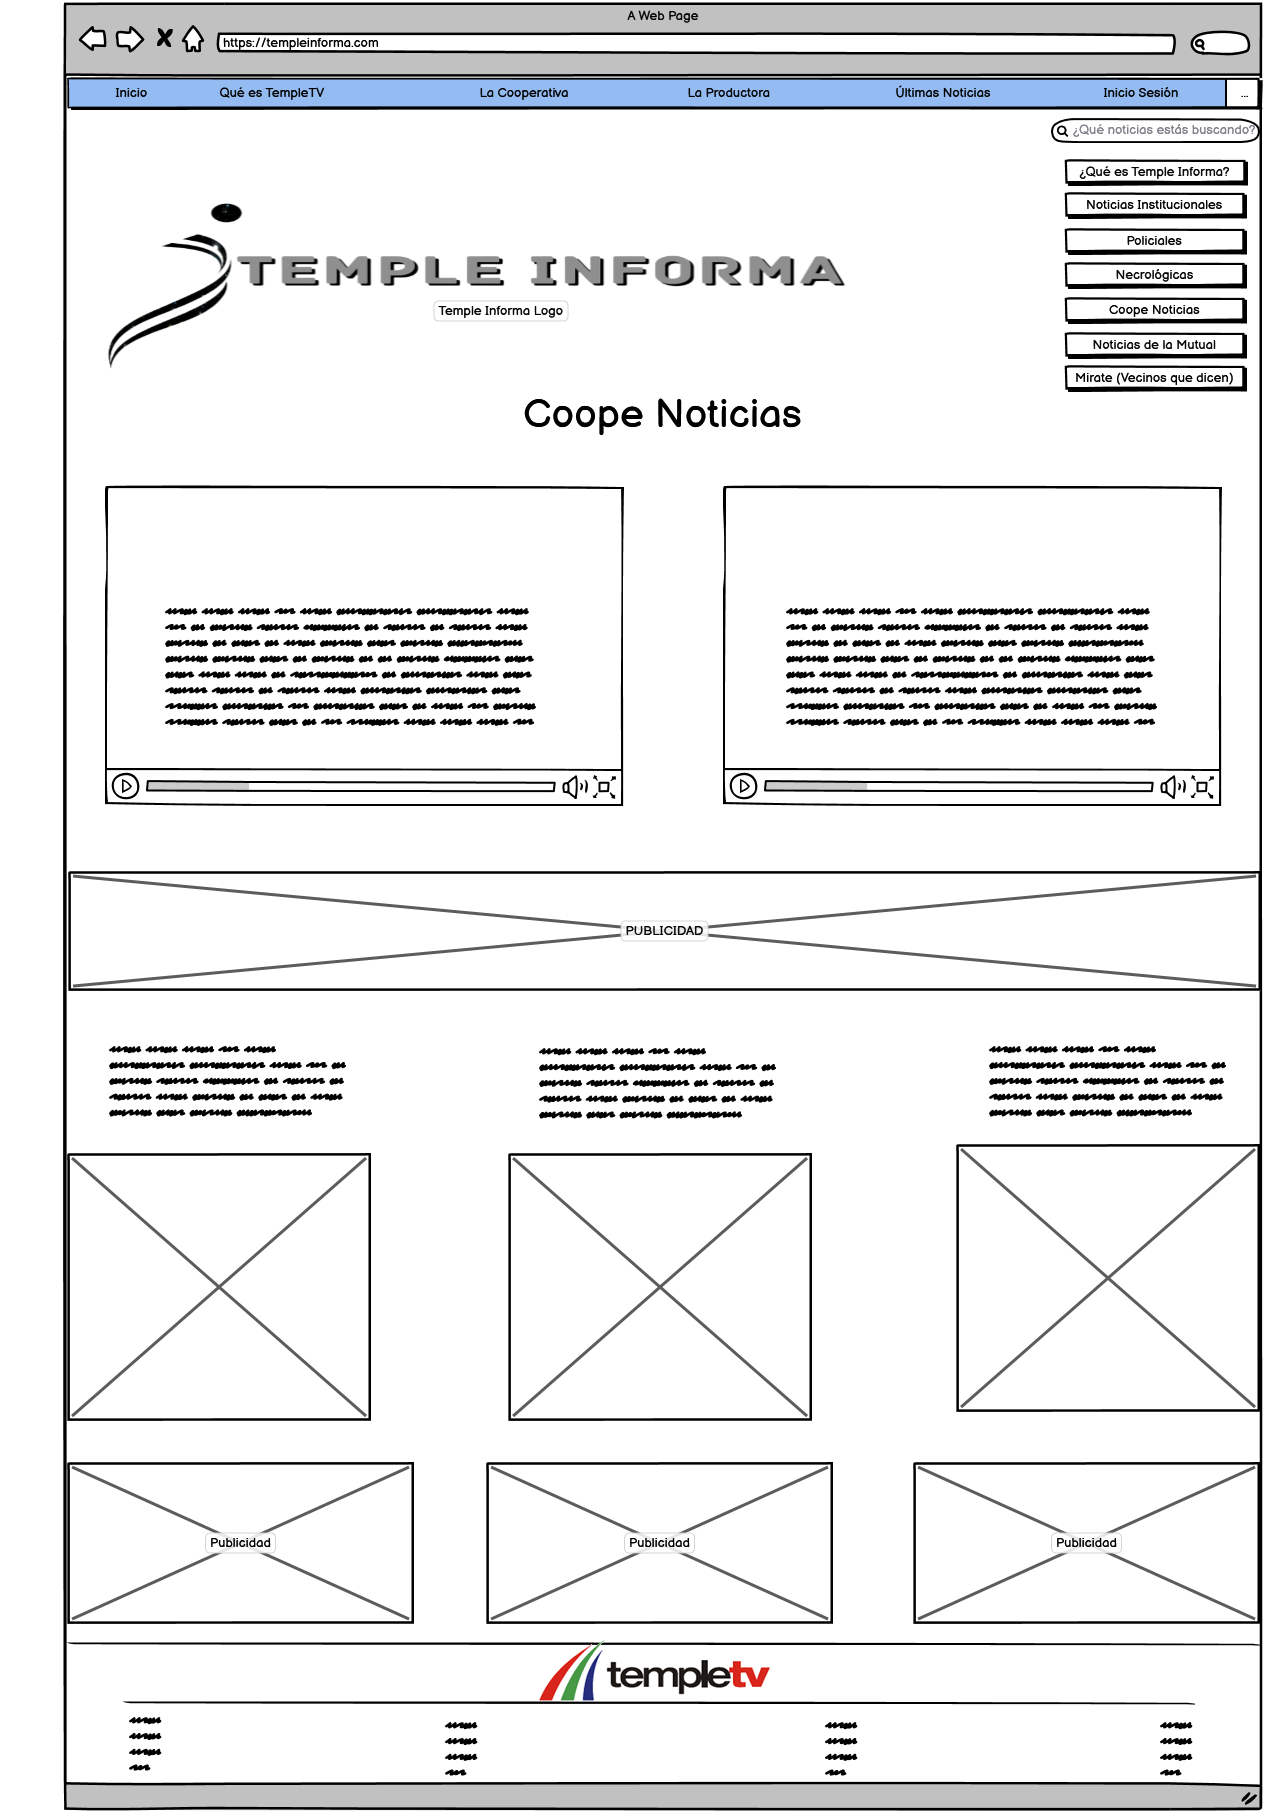 A Web Page
https://templeinforma.com
Inicio
Qué es TempleTV
La Cooperativa
La Productora
Últimas Noticias
Inicio Sesión
...
¿Qué noticias estás buscando?
¿Qué es Temple Informa?
Noticias Institucionales
Policiales
Necrológicas
Coope Noticias
Noticias de la Mutual
Mirate (Vecinos que dicen)
TEMPLE INFORMA
Temple Informa Logo
Coope Noticias
PUBLICIDAD
Publicidad
Publicidad
Publicidad
templetv